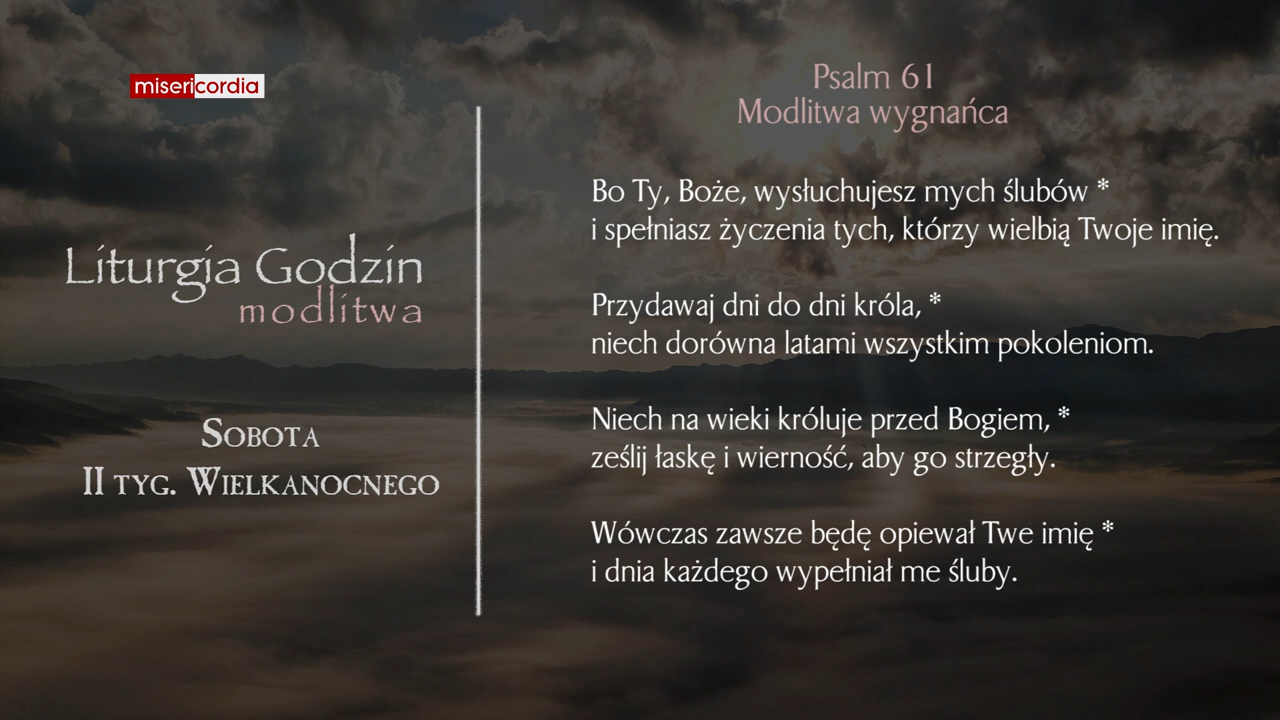 misericordia
Liturgia Godzin
modlitwa
Sobota
II tyg. Wielkanocnego
Psalm 61
Modlitwa wygnańca
Bo Ty, Boże, wysłuchujesz mych ślubów *
i spełniasz życzenia tych, którzy wielbią Twoje imię.
Przydawaj dni do dni króla, *
niech dorówna latami wszystkim pokoleniom.
Niech na wieki króluje przed Bogiem, *
ześlij łaskę i wierność, aby go strzegły.
Wówczas zawsze będę opiewał Twe imię *
i dnia każdego wypełniał me śluby.